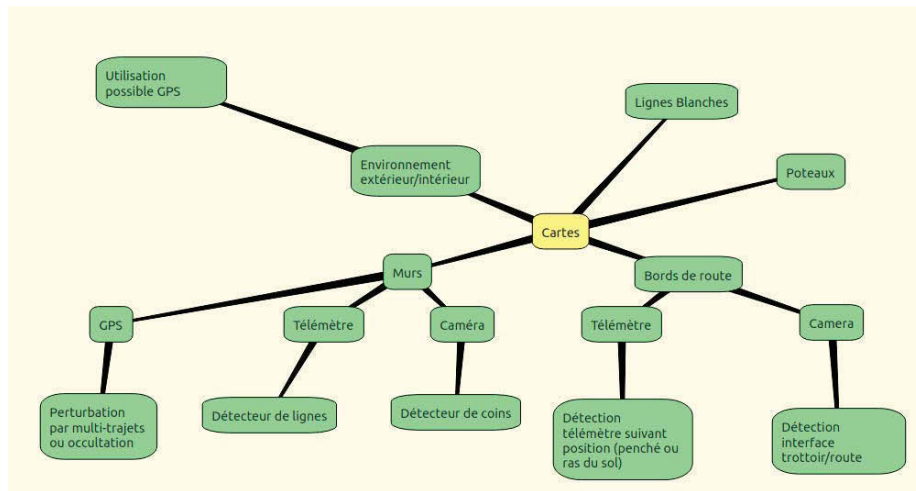 Utilisation
possible GPS
Lignes Blanches
Environnement
extérieur/intérieur
Poteaux
Cartes
Murs
Bords de route
GPS
Télémètre
Caméra
Télémètre
Camera
Perturbation
par multi-trajets
ou occultation
Détecteur de lignes
Détecteur de coins
Détection
télémètre suivant
position (penché ou
ras du sol)
Détection
interface
trottoir/route